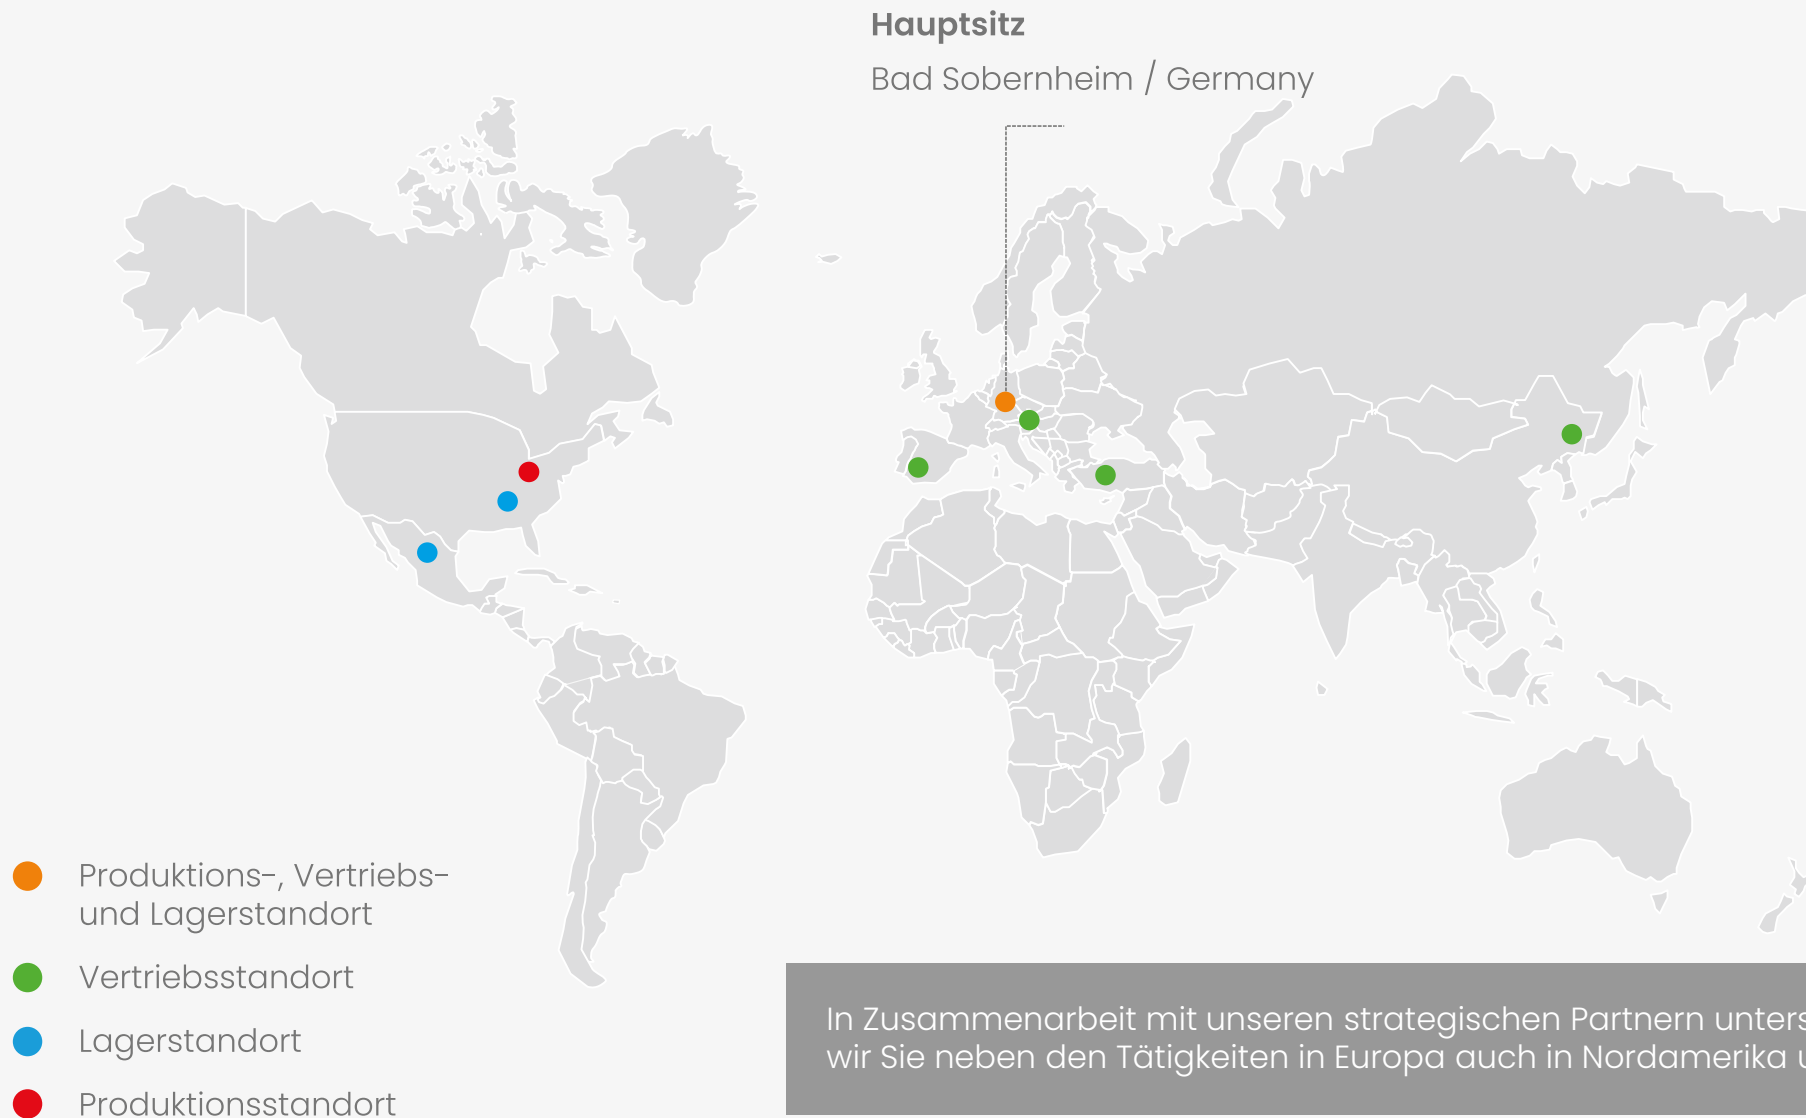 Hauptsitz
Bad Sobernheim / Germany
Produktions-, Vertriebs-
und Lagerstandort
Vertriebsstandort
Lagerstandort
Produktionsstandort
In Zusammenarbeit mit unseren strategischen Partnern
wir Sie neben den Tätigkeiten in Europa auch in Nordamerika